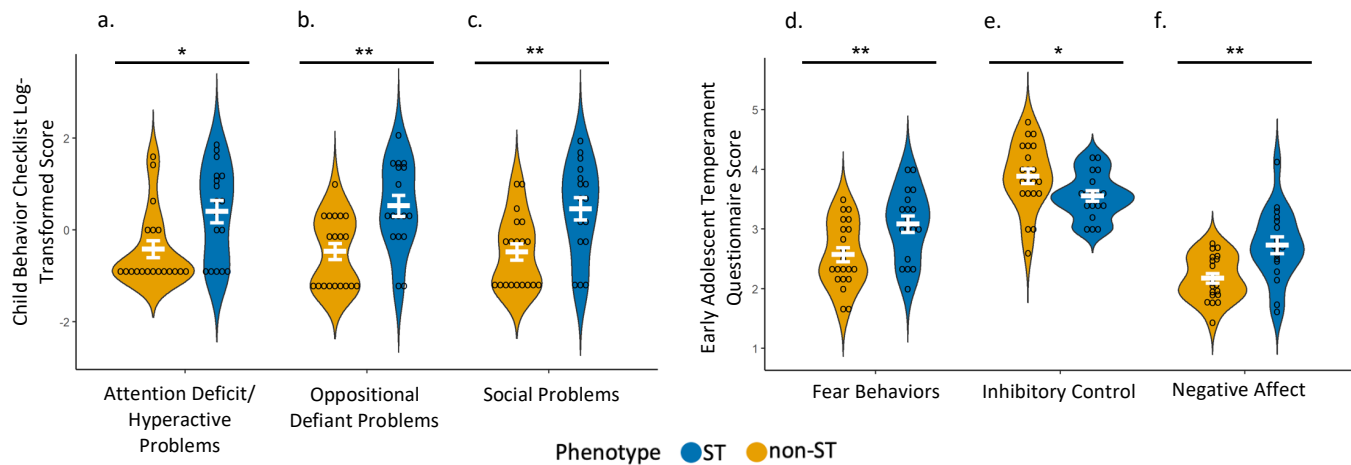 a.
b.
c.
d.
e.
f.
*
**
**
**
*
**
Child Behavior Checklist Log-
Transformed Score
2
0
-2
Early Adolescent Temperament
Questionnaire Score
5
4
3
2
1
Attention Deficit/
Hyperactive
Problems
Oppositional
Defiant Problems
Social Problems
Fear Behaviors
Inhibitory Control
Negative Affect
Phenotype ST non-ST